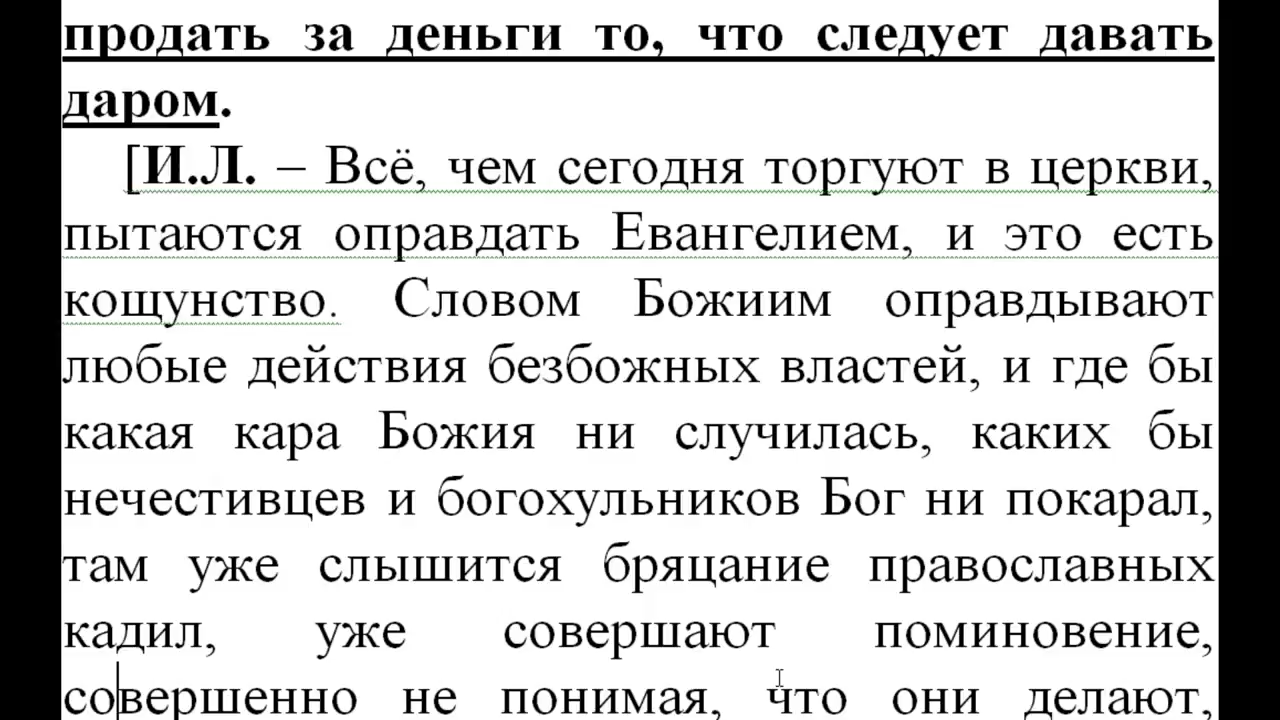 продать за деньги то, что следует давать
даром.
[И.Л. – Всё, чем сегодня торгуют в церкви,
пытаются оправдать Евангелием, и это есть
кощунство. Словом Божиим оправдывают
любые действия безбожных властей, и где бы
какая кара Божия ни случилась, каких бы
нечестивцев и богохульников Бог ни покарал,
там уже слышится бряцание православных
кадил, уже совершают поминовение,
совершенно не понимая, что они делают,